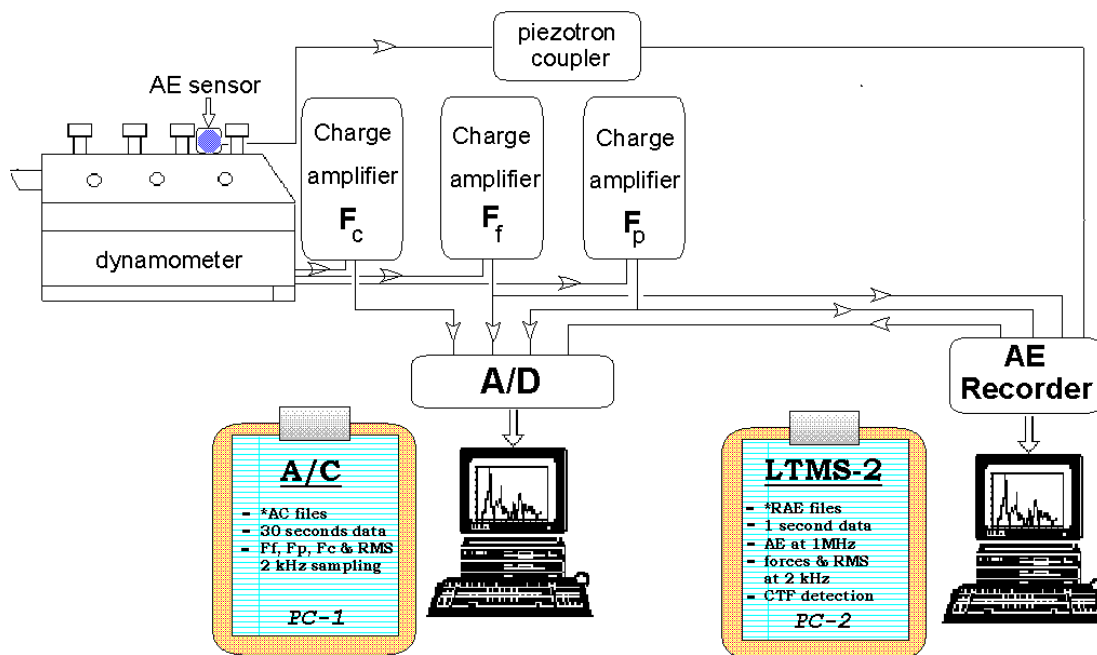 piezotron
coupler
AE sensor
Charge
amplifier
Fc
Charge
amplifier
Ff
Charge
amplifier
Fp
dynamometer
A/D
AE
Recorder
A/C
- *AC files
- 30 seconds data
- Ff, Fp, Fc & RMS
2 kHz sampling
PC-1
LTMS-2
- *RAE files
- 1 second data
- AE at 1MHz
- forces & RMS
at 2 kHz
- CTF detection
PC-2